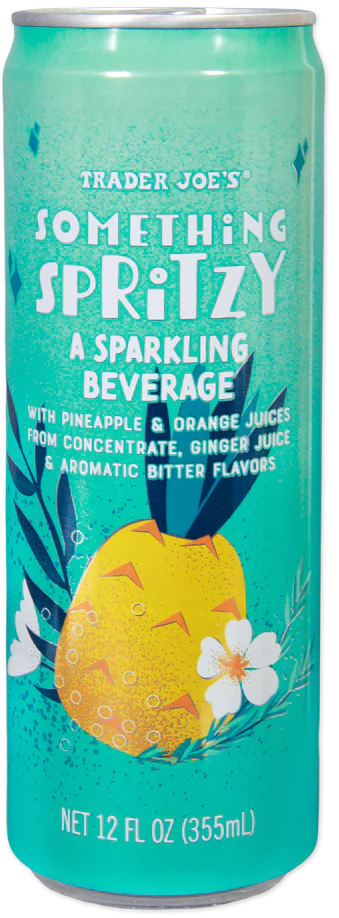 TRADER JOE'S®
SOMETHiNG
SPRiTZY
A SPARKLING
BEVERAGE
WITH PINEAPPLE & ORANGE JUICES
FROM CONCENTRATE, GINGER JUICE
& AROMATIC BITTER FLAVORS
NET 12 FL OZ (355mL)